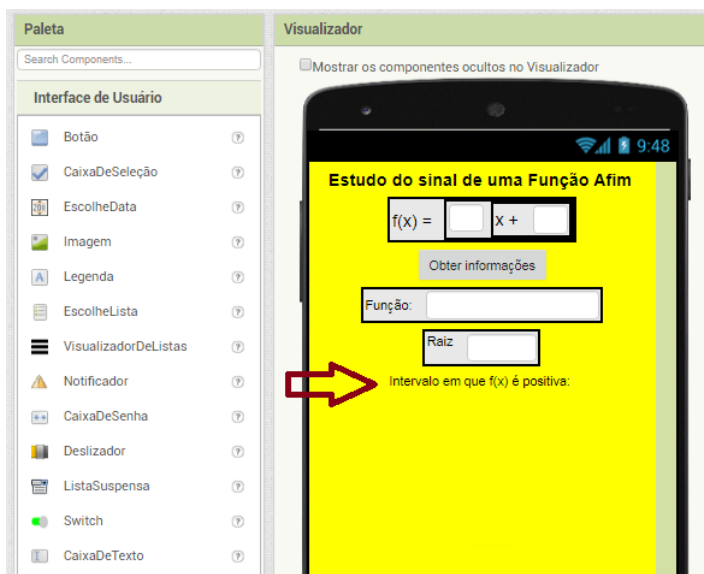 Paleta
Search Components...
Interface de Usuário
Botão
CaixaDeSeleção
EscolheData
Imagem
Legenda
EscolheLista
VisualizadorDeListas
Notificador
CaixaDeSenha
Deslizador
ListaSuspensa
Switch
CaixaDeTexto
Visualizador
Mostrar os componentes ocultos no Visualizador
9:48
Estudo do sinal de uma Função Afim
f(x) = x +
Obter informações
Função:
Raiz
Intervalo em que f(x) é positiva: